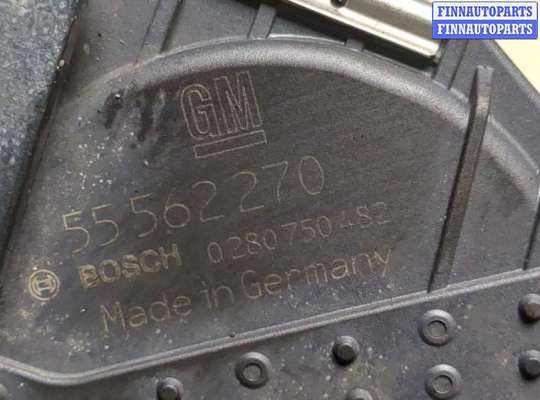 FINNAUTOPARTS
FINNAUTOPARTS
GM
55562270
BOSCH 0280750482
Made in Germany